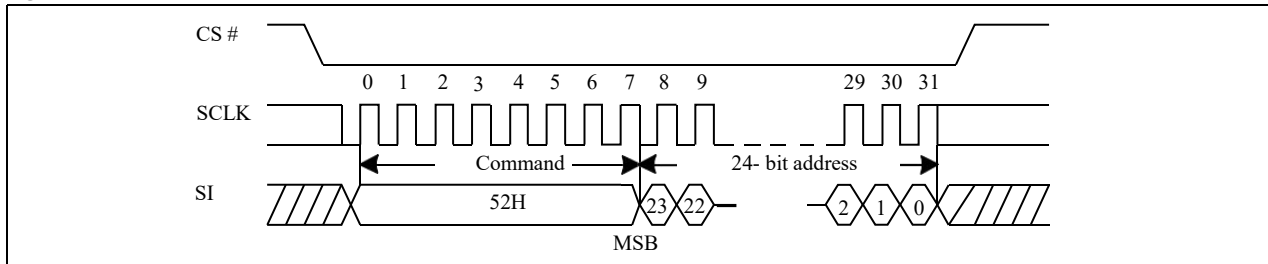 CS #
0 1 2 3 4 5 6 7 8 9 29 30 31
SCLK
Command 24- bit address
SI
52H 23 22 2 1 0
MSB